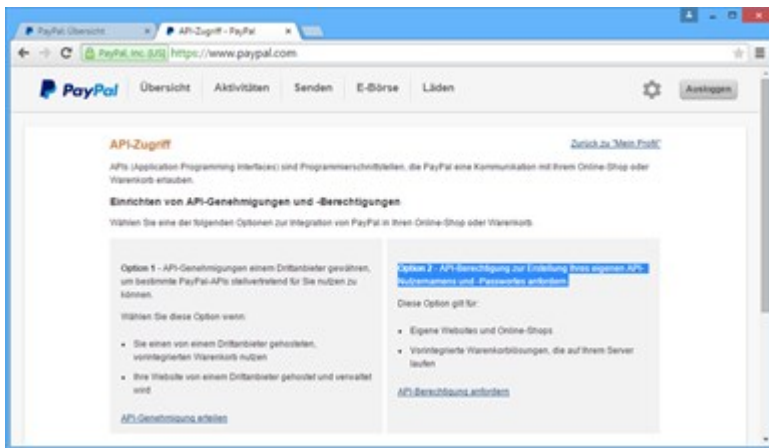 PayPal: Übersicht
API-Zugriff - PayPal
PayPal, Inc. [US] https://www.paypal.com
PayPal Übersicht Aktivitäten Senden E-Börse Läden Ausloggen
API-Zugriff Zurück zu "Mein Profil"
APIs (Application Programming Interfaces) sind Programmierschnittstellen, die PayPal eine Kommunikation mit Ihrem Online-Shop oder
Warenkorb erlauben.
Einrichten von API-Genehmigungen und -Berechtigungen
Wählen Sie eine der folgenden Optionen zur Integration von PayPal in Ihren Online-Shop oder Warenkorb
Option 1 - API-Genehmigungen einem Drittanbieter gewähren,
um bestimmte PayPal-APIs stellvertretend für Sie nutzen zu
können.
Wählen Sie diese Option wenn:
• Sie einen von einem Drittanbieter gehosteten,
vorintegrierten Warenkorb nutzen
• Ihre Website von einem Drittanbieter gehostet und verwaltet
wird
API-Genehmigung erteilen
Option 2 - API-Berechtigung zur Erstellung Ihres eigenen API-
Nutzernamens und -Passwortes anfordern
Diese Option gilt für:
• Eigene Websites und Online-Shops
• Vorintegrierte Warenkorblösungen, die auf Ihrem Server
laufen
API-Berechtigung anfordern